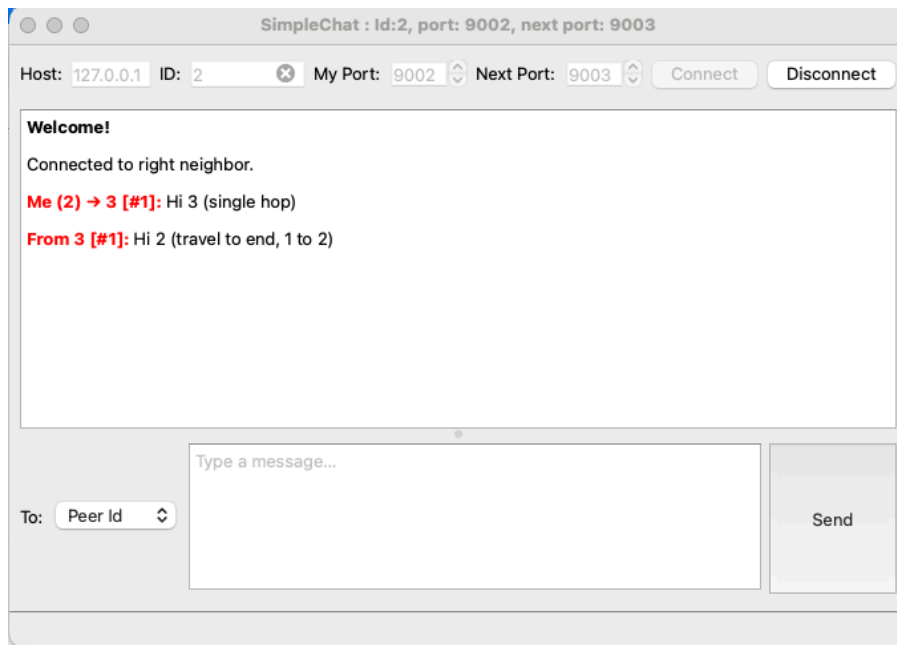 SimpleChat : Id:2, port: 9002, next port: 9003
Host: 127.0.0.1 ID: 2 My Port: 9002 Next Port: 9003 Connect Disconnect
Welcome!
Connected to right neighbor.
Me (2) → 3 [#1]: Hi 3 (single hop)
From 3 [#1]: Hi 2 (travel to end, 1 to 2)
Type a message...
To: Peer Id Send